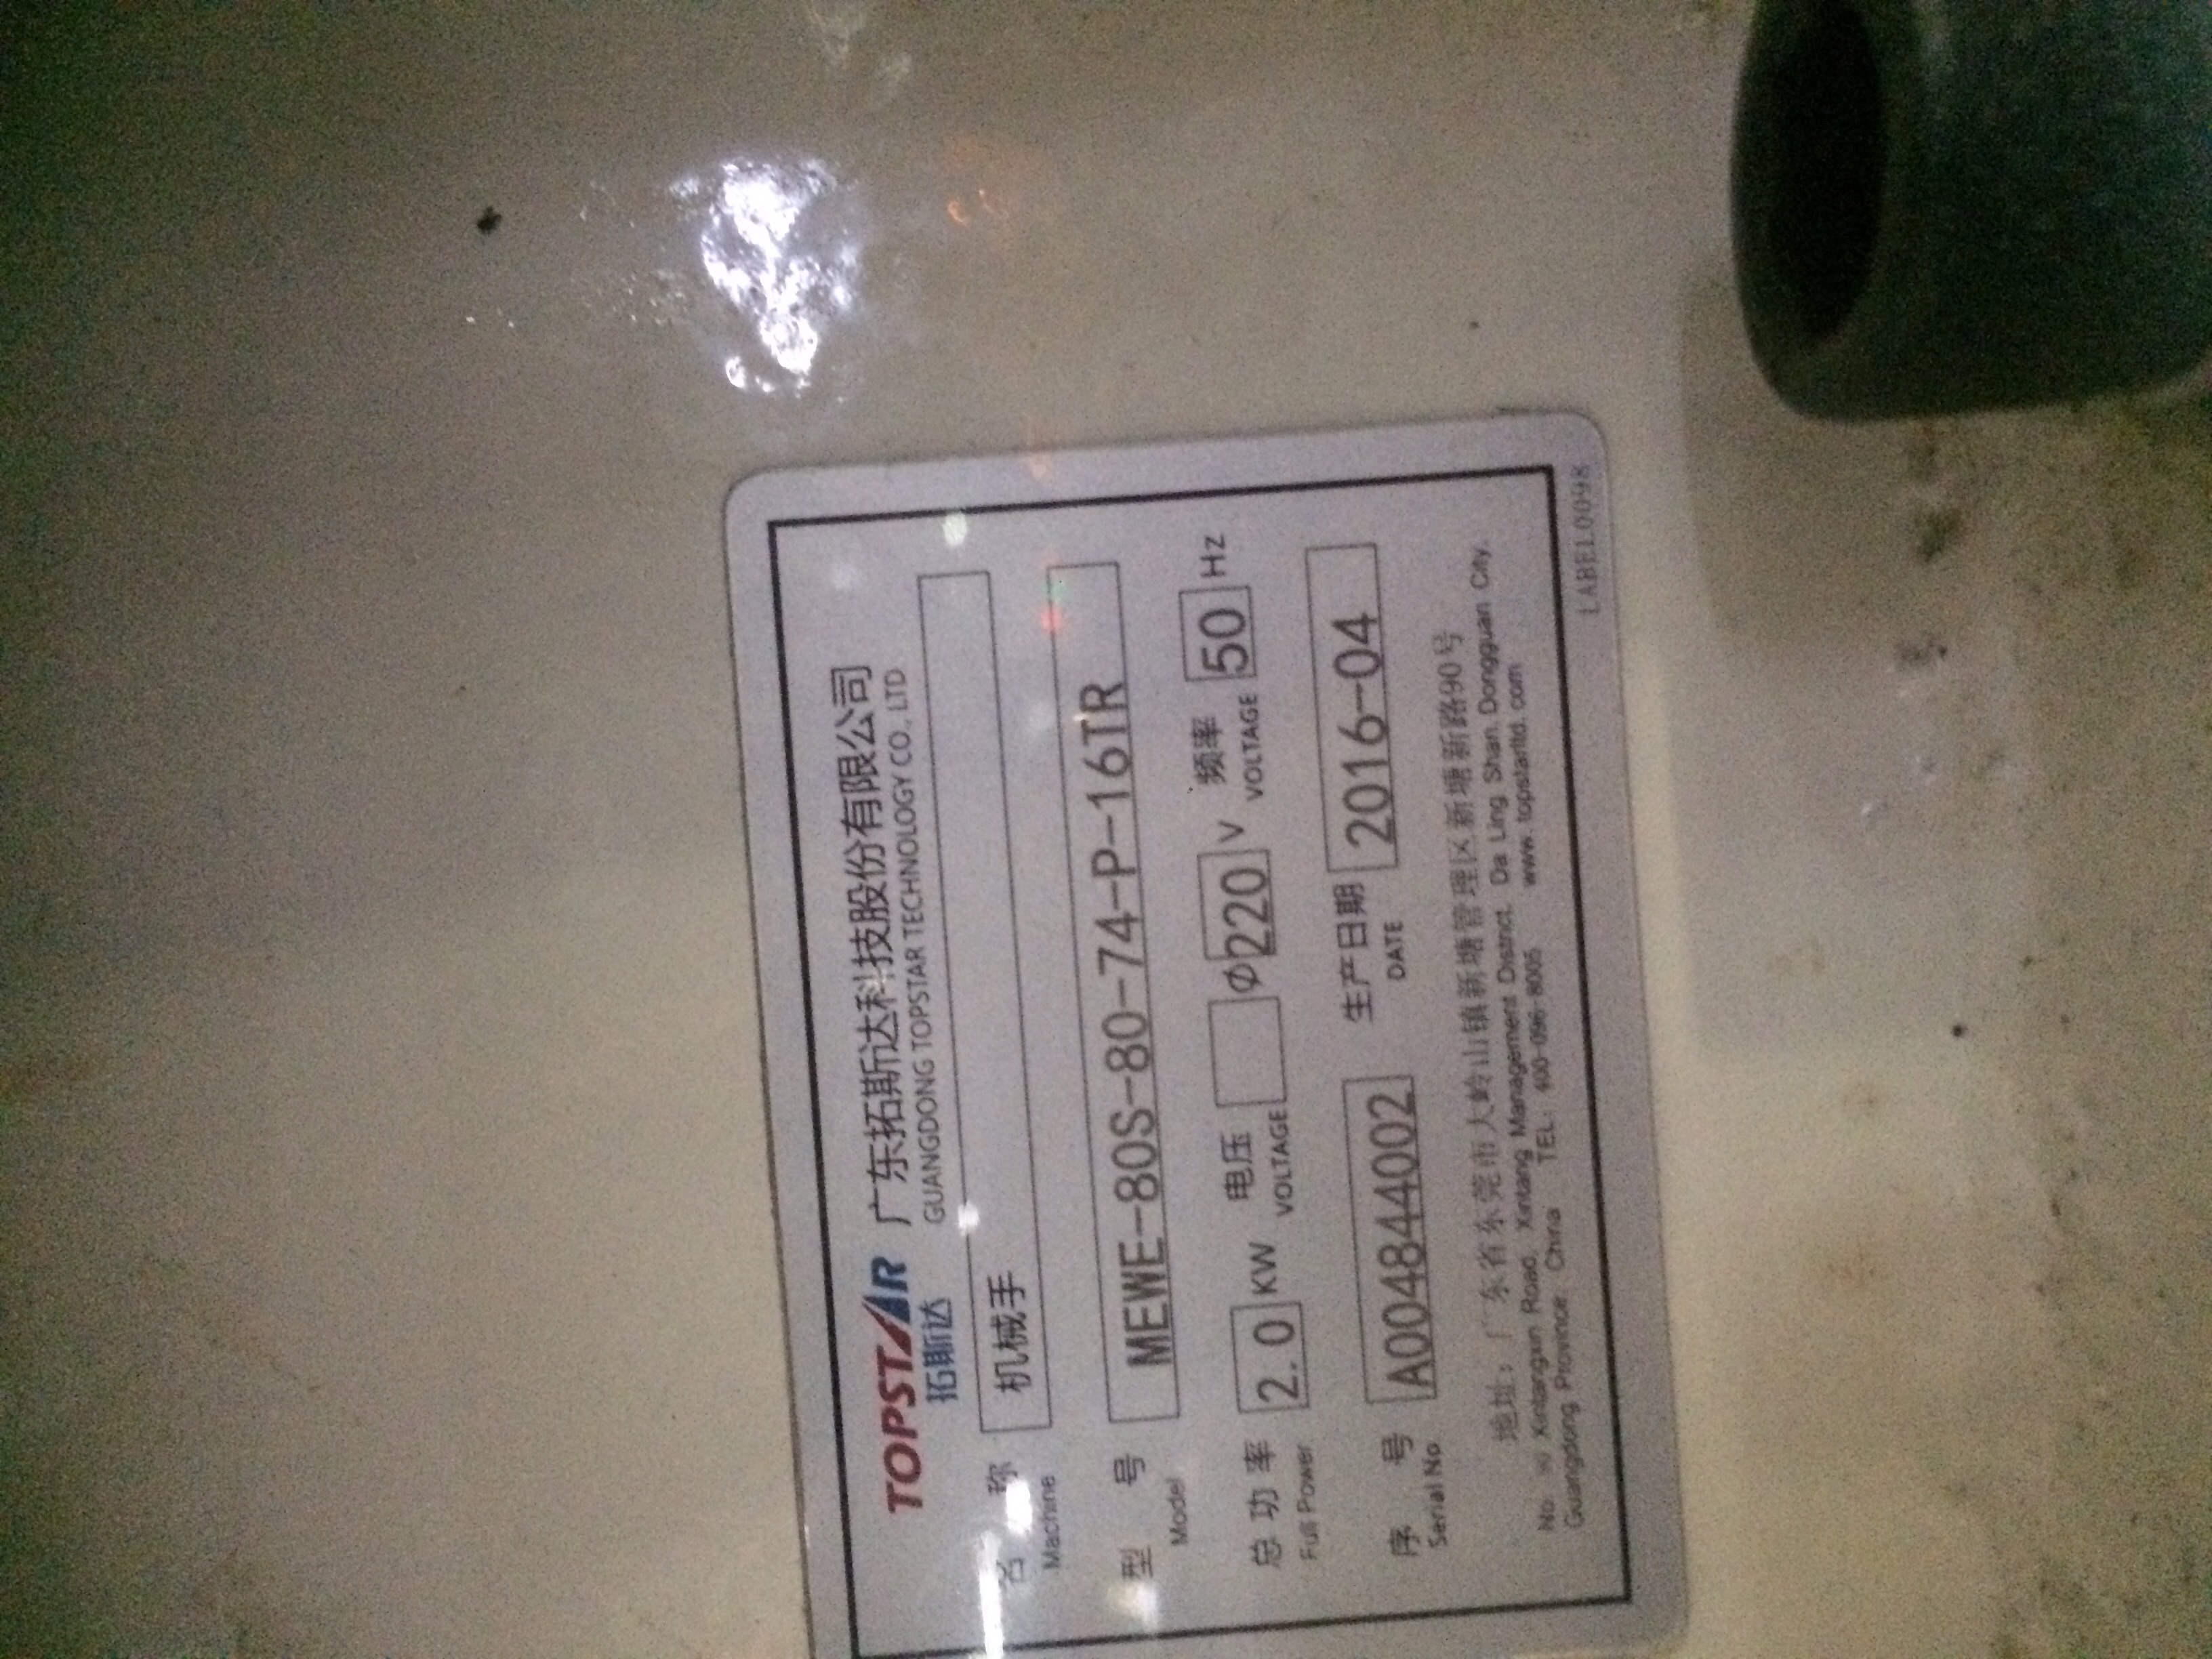 TOPSTAR 广东拓斯达科技股份有限公司
拓斯达 GUANGDONG TOPSTAR TECHNOLOGY CO., LTD
名 称 机械手
Machine
型 号 MEWE-80S-80-74-P-16TR
Model
总功率 2.0 KW 电压 Ø 220 V 频率 50 Hz
Full Power VOLTAGE VOLTAGE
序 号 A004844002 生产日期 2016-04
Serial No. DATE
地址：广东省东莞市大岭山镇新塘管理区新塘新路90号
No. Xintangxin Road, Xintang Management District, Da Ling Shan, Dongguan City,
Guangdong Province China TEL: 400-096-8005 www.topstarltd.com
LABEL0098